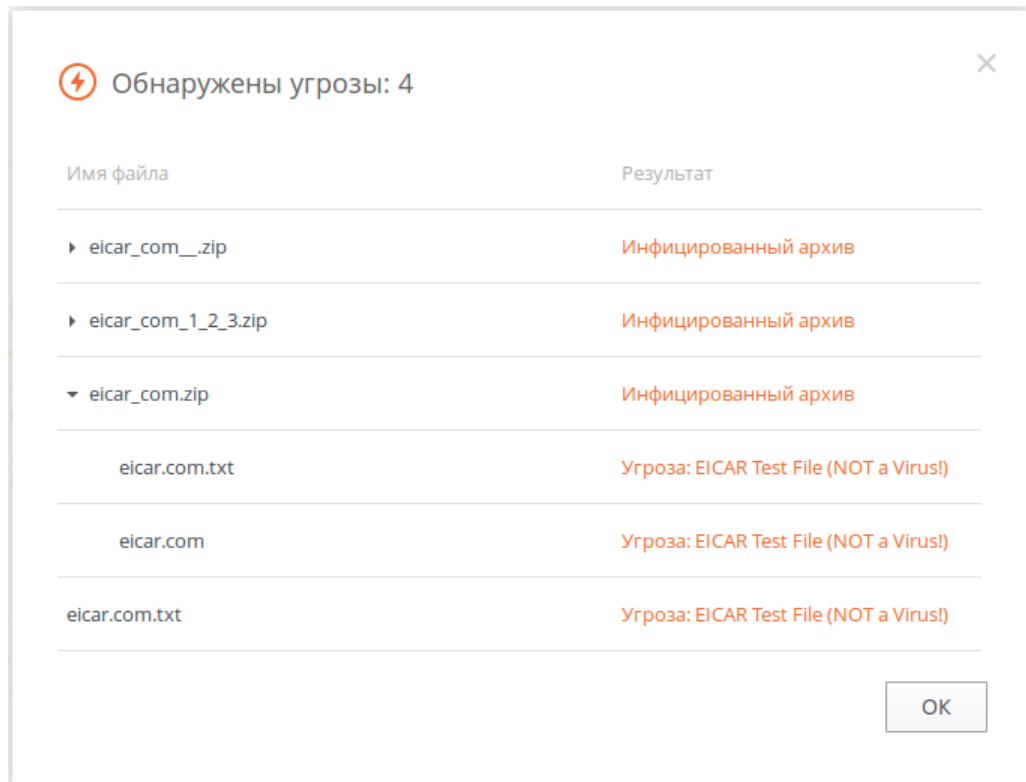 Обнаружены угрозы: 4
Имя файла Результат
eicar_com__.zip Инфицированный архив
eicar_com_1_2_3.zip Инфицированный архив
eicar_com.zip Инфицированный архив
eicar.com.txt Угроза: EICAR Test File (NOT a Virus!)
eicar.com Угроза: EICAR Test File (NOT a Virus!)
eicar.com.txt Угроза: EICAR Test File (NOT a Virus!)
ОК